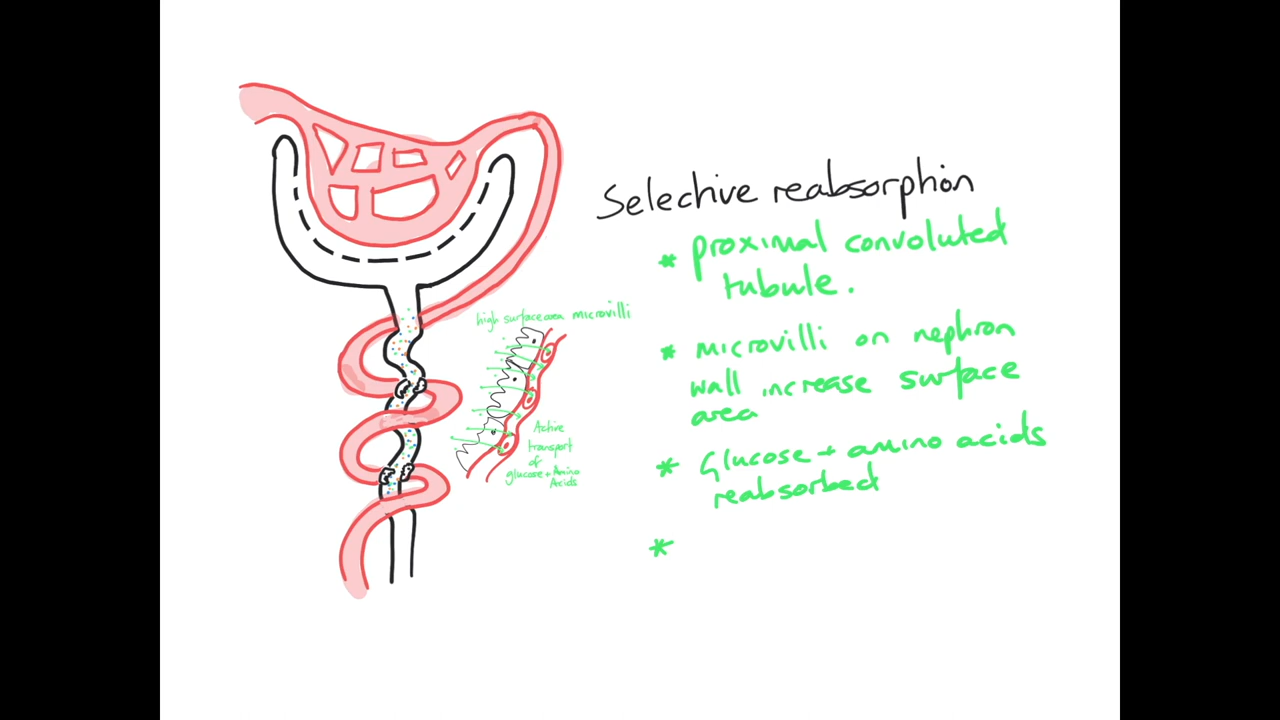 Selective reabsorption
* proximal convoluted
tubule.
high surface area microvilli
* microvilli on nephron
wall increase surface
area
Active
transport
of
glucose + Amino
Acids
* Glucose + amino acids
reabsorbed
*